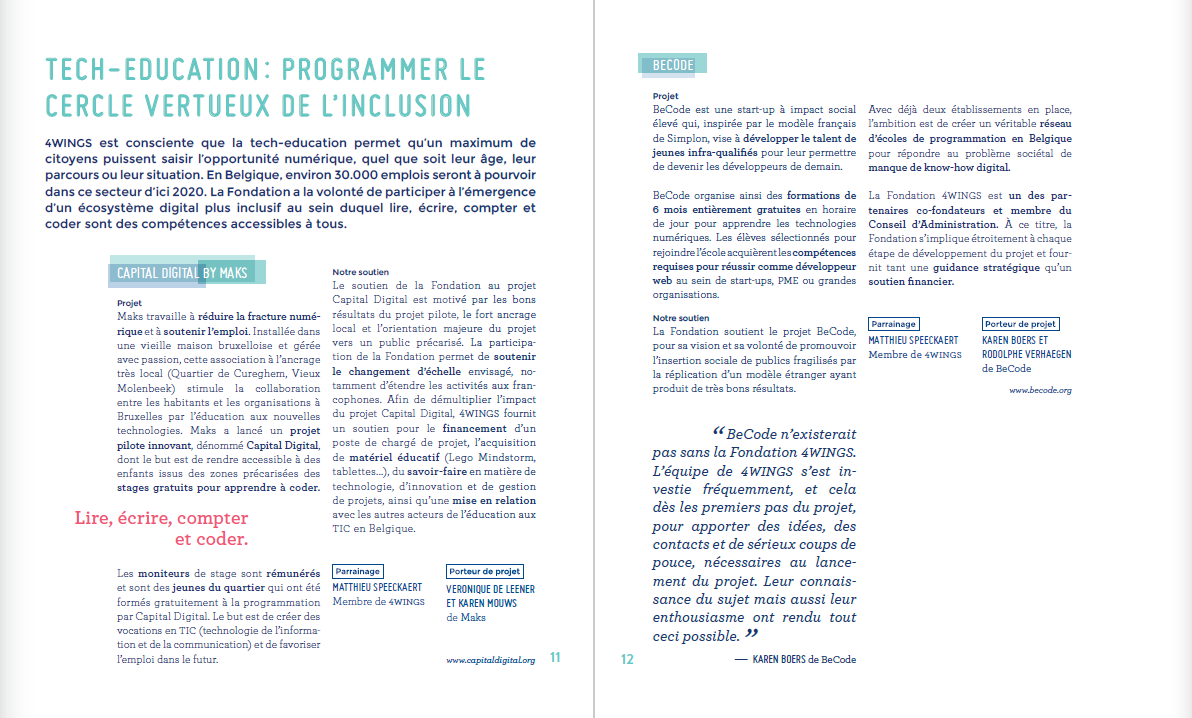 TECH-EDUCATION : PROGRAMMER LE
CERCLE VERTUEUX DE L'INCLUSION
4WINGS est consciente que la tech-education permet qu'un maximum de
citoyens puissent saisir l'opportunité numérique, quel que soit leur âge, leur
parcours ou leur situation. En Belgique, environ 30.000 emplois seront à pourvoir
dans ce secteur d'ici 2020. La Fondation a la volonté de participer à l'émergence
d'un écosystème digital plus inclusif au sein duquel lire, écrire, compter et
coder sont des compétences accessibles à tous.
CAPITAL DIGITAL BY MAKS
Projet
Maks travaille à réduire la fracture numé-
rique et à soutenir l'emploi. Installée dans
une vieille maison bruxelloise et gérée
avec passion, cette association à l'ancrage
très local (Quartier de Cureghem, Vieux
Molenbeek) stimule la collaboration
entre les habitants et les organisations à
Bruxelles par l'éducation aux nouvelles
technologies. Maks a lancé un projet
pilote innovant, dénommé Capital Digital,
dont le but est de rendre accessible à des
enfants issus des zones précarisées des
stages gratuits pour apprendre à coder.
Lire, écrire, compter
et coder.
Les moniteurs de stage sont rémunérés
et sont des jeunes du quartier qui ont été
formés gratuitement à la programmation
par Capital Digital. Le but est de créer des
vocations en TIC (technologie de l'informa-
tion et de la communication) et de favoriser
l'emploi dans le futur.
Notre soutien
Le soutien de la Fondation au projet
Capital Digital est motivé par les bons
résultats du projet pilote, le fort ancrage
local et l'orientation majeure du projet
vers un public précarisé. La participa-
tion de la Fondation permet de soutenir
le changement d'échelle envisagé, no-
tamment d'étendre les activités aux fran-
cophones. Afin de démultiplier l'impact
du projet Capital Digital, 4WINGS fournit
un soutien pour le financement d'un
poste de chargé de projet, l'acquisition
de matériel éducatif (Lego Mindstorm,
tablettes...), du savoir-faire en matière de
technologie, d'innovation et de gestion
de projets, ainsi qu'une mise en relation
avec les autres acteurs de l'éducation aux
TIC en Belgique.
Parrainage
MATTHIEU SPEECKAERT
Membre de 4WINGS
Porteur de projet
VERONIQUE DE LEENER
ET KAREN MOUWS
de Maks
www.capitaldigital.org
11
BECODE
Projet
BeCode est une start-up à impact social
élevé qui, inspirée par le modèle français
de Simplon, vise à développer le talent de
jeunes infra-qualifiés pour leur permettre
de devenir les développeurs de demain.
BeCode organise ainsi des formations de
6 mois entièrement gratuites en horaire
de jour pour apprendre les technologies
numériques. Les élèves sélectionnés pour
rejoindre l'école acquièrent les compétences
requises pour réussir comme développeur
web au sein de start-ups, PME ou grandes
organisations.
Notre soutien
La Fondation soutient le projet BeCode,
pour sa vision et sa volonté de promouvoir
l'insertion sociale de publics fragilisés par
la réplication d'un modèle étranger ayant
produit de très bons résultats.
“ BeCode n'existerait
pas sans la Fondation 4WINGS.
L'équipe de 4WINGS s'est in-
vestie fréquemment, et cela
dès les premiers pas du projet,
pour apporter des idées, des
contacts et de sérieux coups de
pouce, nécessaires au lance-
ment du projet. Leur connais-
sance du sujet mais aussi leur
enthousiasme ont rendu tout
ceci possible. ”
— KAREN BOERS de BeCode
Avec déjà deux établissements en place,
l'ambition est de créer un véritable réseau
d'écoles de programmation en Belgique
pour répondre au problème sociétal de
manque de know-how digital.
La Fondation 4WINGS est un des par-
tenaires co-fondateurs et membre du
Conseil d'Administration. À ce titre, la
Fondation s'implique étroitement à chaque
étape de développement du projet et four-
nit tant une guidance stratégique qu'un
soutien financier.
Parrainage
MATTHIEU SPEECKAERT
Membre de 4WINGS
Porteur de projet
KAREN BOERS ET
RODOLPHE VERHAEGEN
de BeCode
www.becode.org
12